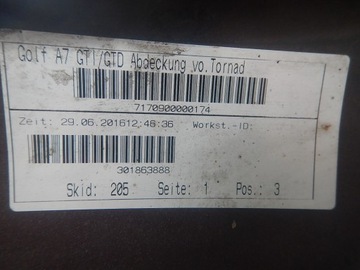 Golf A7 GTI/GTD Abdeckung vo.Tornad
7170900000174
Zeit: 29.06.201612:46:36 Workst.-ID:
301863888
Skid: 205 Seite: 1 Pos.: 3